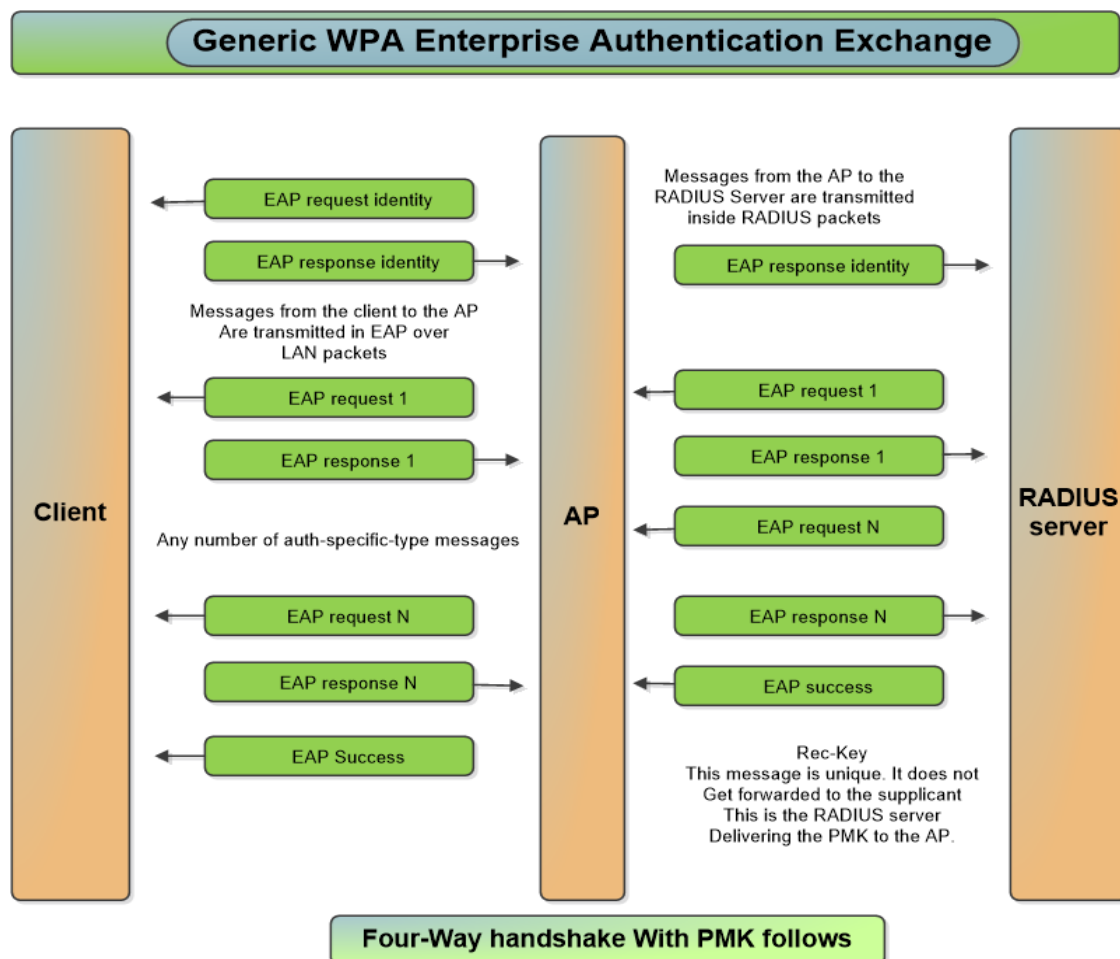 Generic WPA Enterprise Authentication Exchange
EAP request identity
Messages from the AP to the
RADIUS Server are transmitted
inside RADIUS packets
EAP response identity
EAP response identity
Messages from the client to the AP
Are transmitted in EAP over
LAN packets
EAP request 1
EAP request 1
EAP response 1
EAP response 1
Client
AP
RADIUS
server
EAP request N
Any number of auth-specific-type messages
EAP request N
EAP response N
EAP response N
EAP success
EAP Success
Rec-Key
This message is unique. It does not
Get forwarded to the supplicant
This is the RADIUS server
Delivering the PMK to the AP.
Four-Way handshake With PMK follows